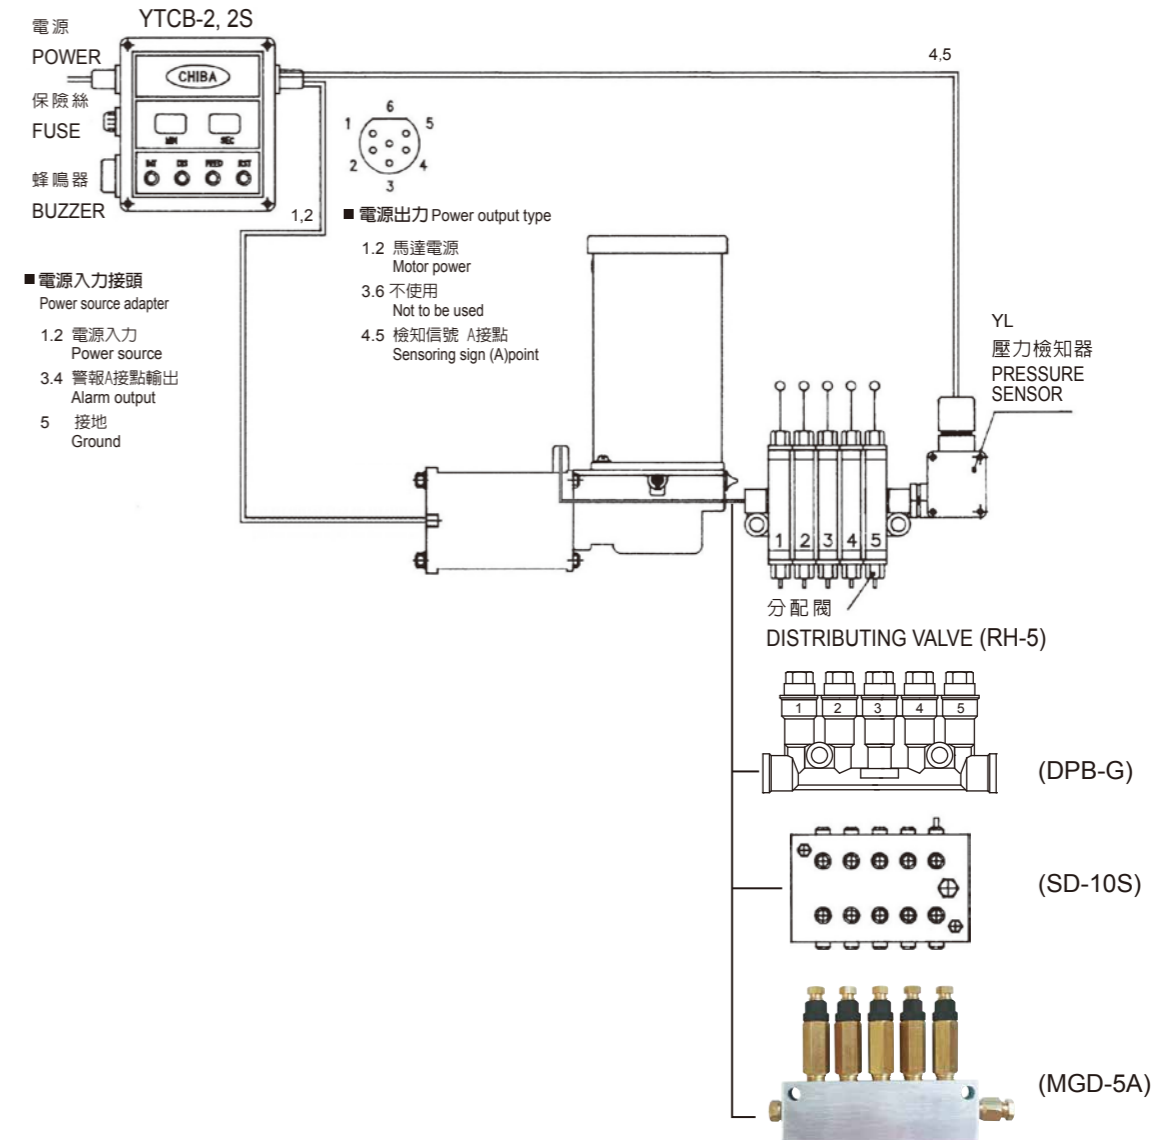 YTCB-2, 2S
電源
POWER
保險絲
FUSE
蜂鳴器
BUZZER
CHIBA
MIN
SEC
INT
DIS
FEED
RST
1,2
4,5
6
1
5
2
4
3
■ 電源出力 Power output type
1.2 馬達電源
Motor power
3.6 不使用
Not to be used
4.5 檢知信號 A接點
Sensoring sign (A)point
■ 電源入力接頭
Power source adapter
1.2 電源入力
Power source
3.4 警報A接點輸出
Alarm output
5 接地
Ground
YL
壓力檢知器
PRESSURE
SENSOR
1 2 3 4 5
分配閥
DISTRIBUTING VALVE (RH-5)
1 2 3 4 5
(DPB-G)
(SD-10S)
(MGD-5A)